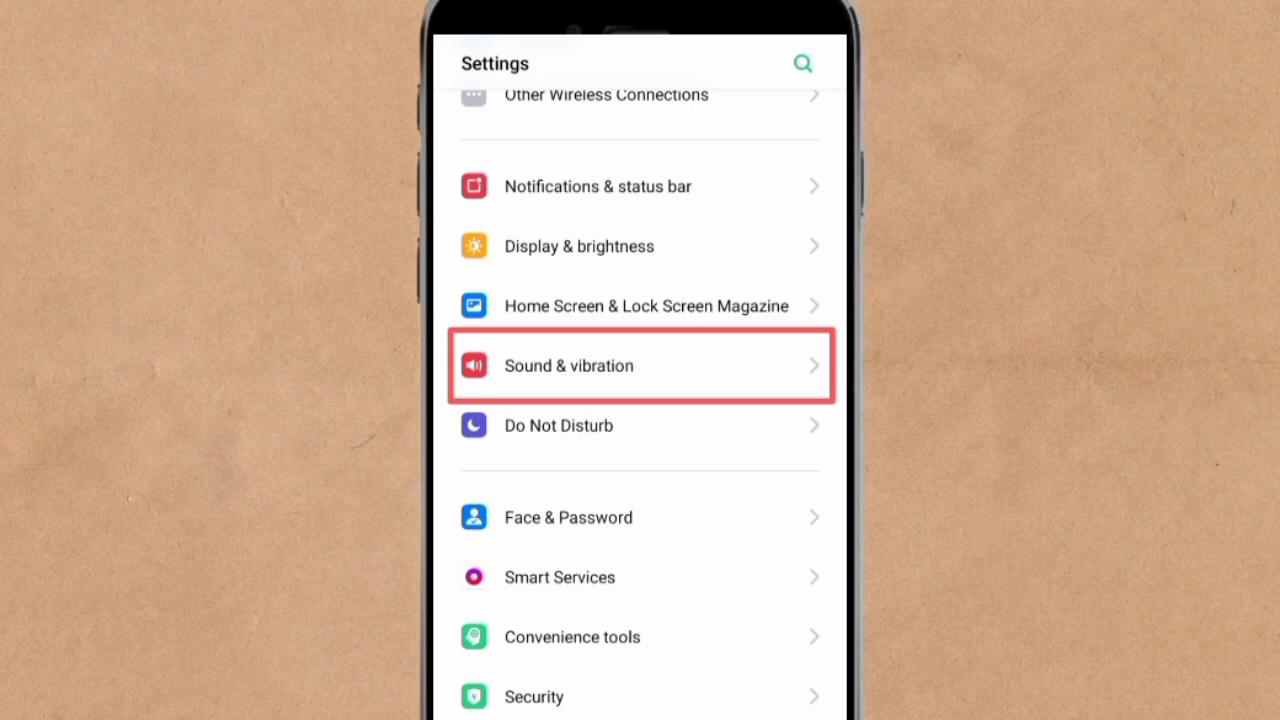 Settings
Other Wireless Connections
Notifications & status bar
Display & brightness
Home Screen & Lock Screen Magazine
Sound & vibration
Do Not Disturb
Face & Password
Smart Services
Convenience tools
Security